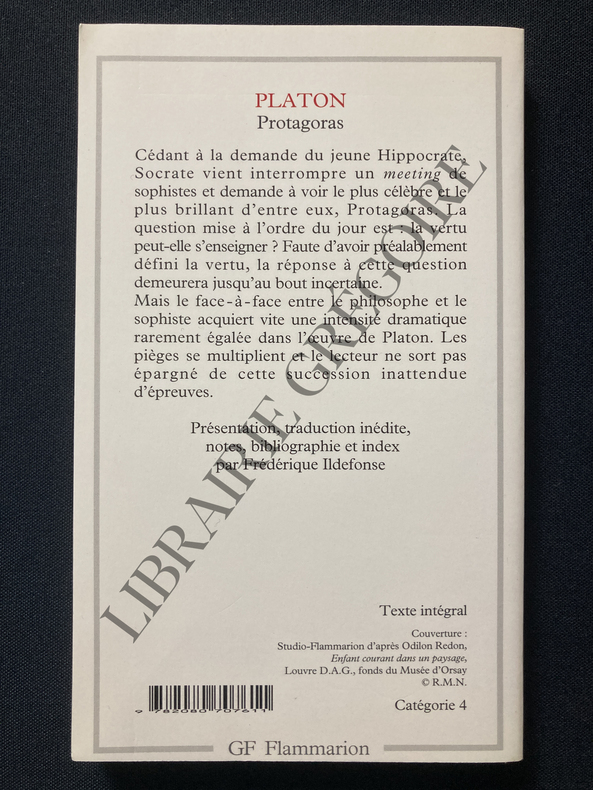 PLATON
Protagoras
Cédant à la demande du jeune Hippocrate,
Socrate vient interrompre un meeting de
sophistes et demande à voir le plus célèbre et le
plus brillant d'entre eux, Protagoras. La
question mise à l'ordre du jour est : la vertu
peut-elle s'enseigner ? Faute d'avoir préalablement
défini la vertu, la réponse à cette question
demeurera jusqu'au bout incertaine.
Mais le face-à-face entre le philosophe et le
sophiste acquiert vite une intensité dramatique
rarement égalée dans l'œuvre de Platon. Les
pièges se multiplient et le lecteur ne sort pas
épargné de cette succession inattendue
d'épreuves.
Présentation, traduction inédite,
notes, bibliographie et index
par Frédérique Ildefonse
LIBRAIRIE GREGOIRE
Texte intégral
Couverture :
Studio-Flammarion d'après Odilon Redon,
Enfant courant dans un paysage,
Louvre D.A.G., fonds du Musée d'Orsay
© R.M.N.
9 782080 707611
Catégorie 4
GF Flammarion